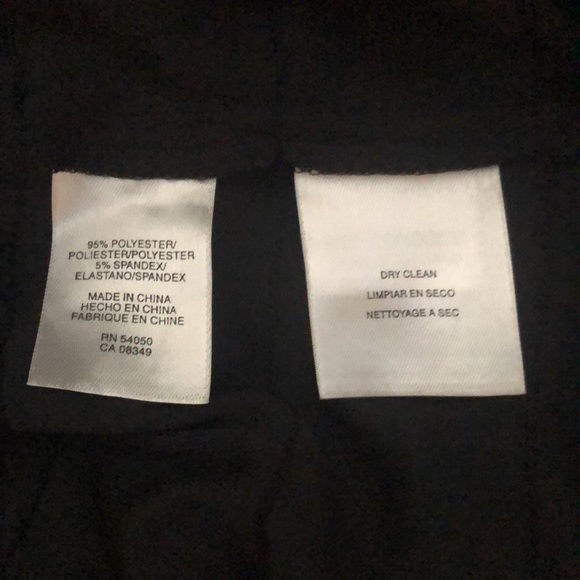 95% POLYESTER/
POLIESTER/POLYESTER
5% SPANDEX/
ELASTANO/SPANDEX
MADE IN CHINA
HECHO EN CHINA
FABRIQUE EN CHINE
RN 54050
CA 08349
DRY CLEAN
LIMPIAR EN SECO
NETTOYAGE A SEC